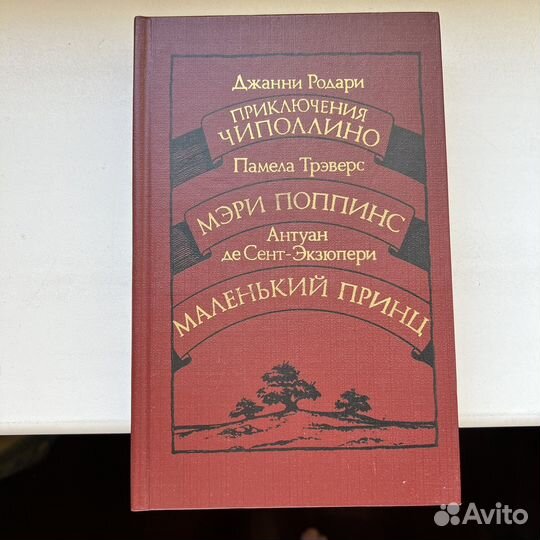 Джанни Родари
ПРИКЛЮЧЕНИЯ
ЧИПОЛЛИНО
Памела Трэверс
МЭРИ ПОППИНС
Антуан
де Сент-Экзюпери
МАЛЕНЬКИЙ ПРИНЦ
Avito